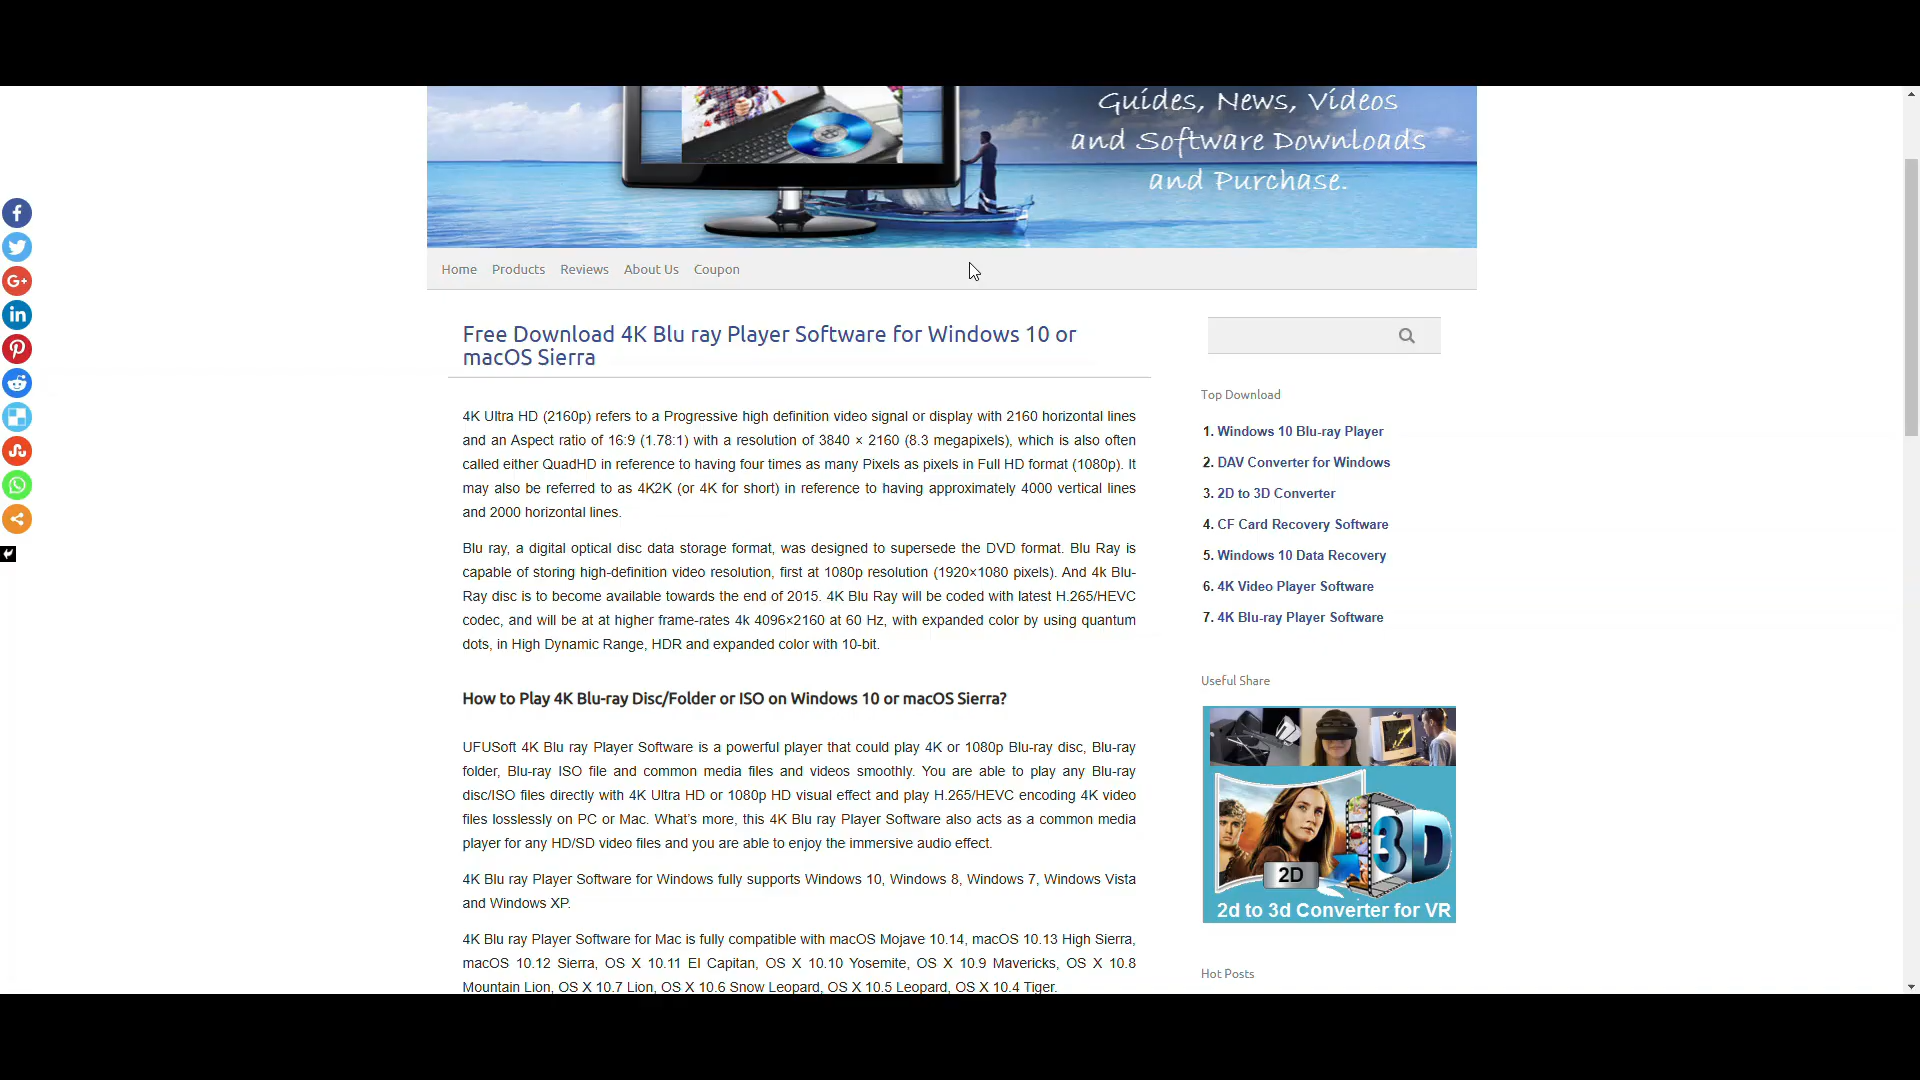 Guides, News, Videos
and Software Downloads
and Purchase.
Home Products Reviews About Us Coupon
Free Download 4K Blu ray Player Software for Windows 10 or
macOS Sierra
4K Ultra HD (2160p) refers to a Progressive high definition video signal or display with 2160 horizontal lines
and an Aspect ratio of 16:9 (1.78:1) with a resolution of 3840 × 2160 (8.3 megapixels), which is also often
called either QuadHD in reference to having four times as many Pixels as pixels in Full HD format (1080p). It
may also be referred to as 4K2K (or 4K for short) in reference to having approximately 4000 vertical lines
and 2000 horizontal lines.
Blu ray, a digital optical disc data storage format, was designed to supersede the DVD format. Blu Ray is
capable of storing high-definition video resolution, first at 1080p resolution (1920×1080 pixels). And 4k Blu-
Ray disc is to become available towards the end of 2015. 4K Blu Ray will be coded with latest H.265/HEVC
codec, and will be at at higher frame-rates 4k 4096×2160 at 60 Hz, with expanded color by using quantum
dots, in High Dynamic Range, HDR and expanded color with 10-bit.
How to Play 4K Blu-ray Disc/Folder or ISO on Windows 10 or macOS Sierra?
UFUSoft 4K Blu ray Player Software is a powerful player that could play 4K or 1080p Blu-ray disc, Blu-ray
folder, Blu-ray ISO file and common media files and videos smoothly. You are able to play any Blu-ray
disc/ISO files directly with 4K Ultra HD or 1080p HD visual effect and play H.265/HEVC encoding 4K video
files losslessly on PC or Mac. What's more, this 4K Blu ray Player Software also acts as a common media
player for any HD/SD video files and you are able to enjoy the immersive audio effect.
4K Blu ray Player Software for Windows fully supports Windows 10, Windows 8, Windows 7, Windows Vista
and Windows XP.
4K Blu ray Player Software for Mac is fully compatible with macOS Mojave 10.14, macOS 10.13 High Sierra,
macOS 10.12 Sierra, OS X 10.11 El Capitan, OS X 10.10 Yosemite, OS X 10.9 Mavericks, OS X 10.8
Mountain Lion, OS X 10.7 Lion, OS X 10.6 Snow Leopard, OS X 10.5 Leopard, OS X 10.4 Tiger.
Top Download
1. Windows 10 Blu-ray Player
2. DAV Converter for Windows
3. 2D to 3D Converter
4. CF Card Recovery Software
5. Windows 10 Data Recovery
6. 4K Video Player Software
7. 4K Blu-ray Player Software
Useful Share
3D
2D
2d to 3d Converter for VR
Hot Posts